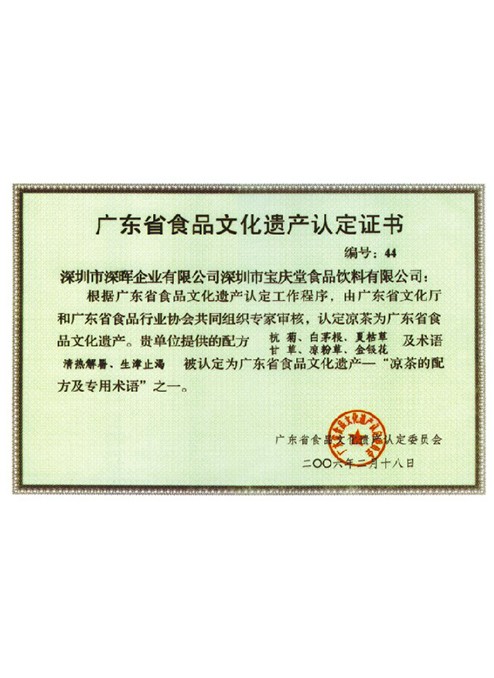 广东省食品文化遗产认定证书
编号：44
深圳市深晖企业有限公司深圳市宝庆堂食品饮料有限公司：
根据广东省食品文化遗产认定工作程序，由广东省文化厅
和广东省食品行业协会共同组织专家审核，认定凉茶为广东省食
品文化遗产。贵单位提供的配方 杭菊、白茅根、夏枯草 及术语
甘草、凉粉草、金银花
清热解暑、生津止渴 被认定为广东省食品文化遗产—“凉茶的配
方及专用术语”之一。
广东省食品文化遗产认定委员会
二〇〇六年二月十八日